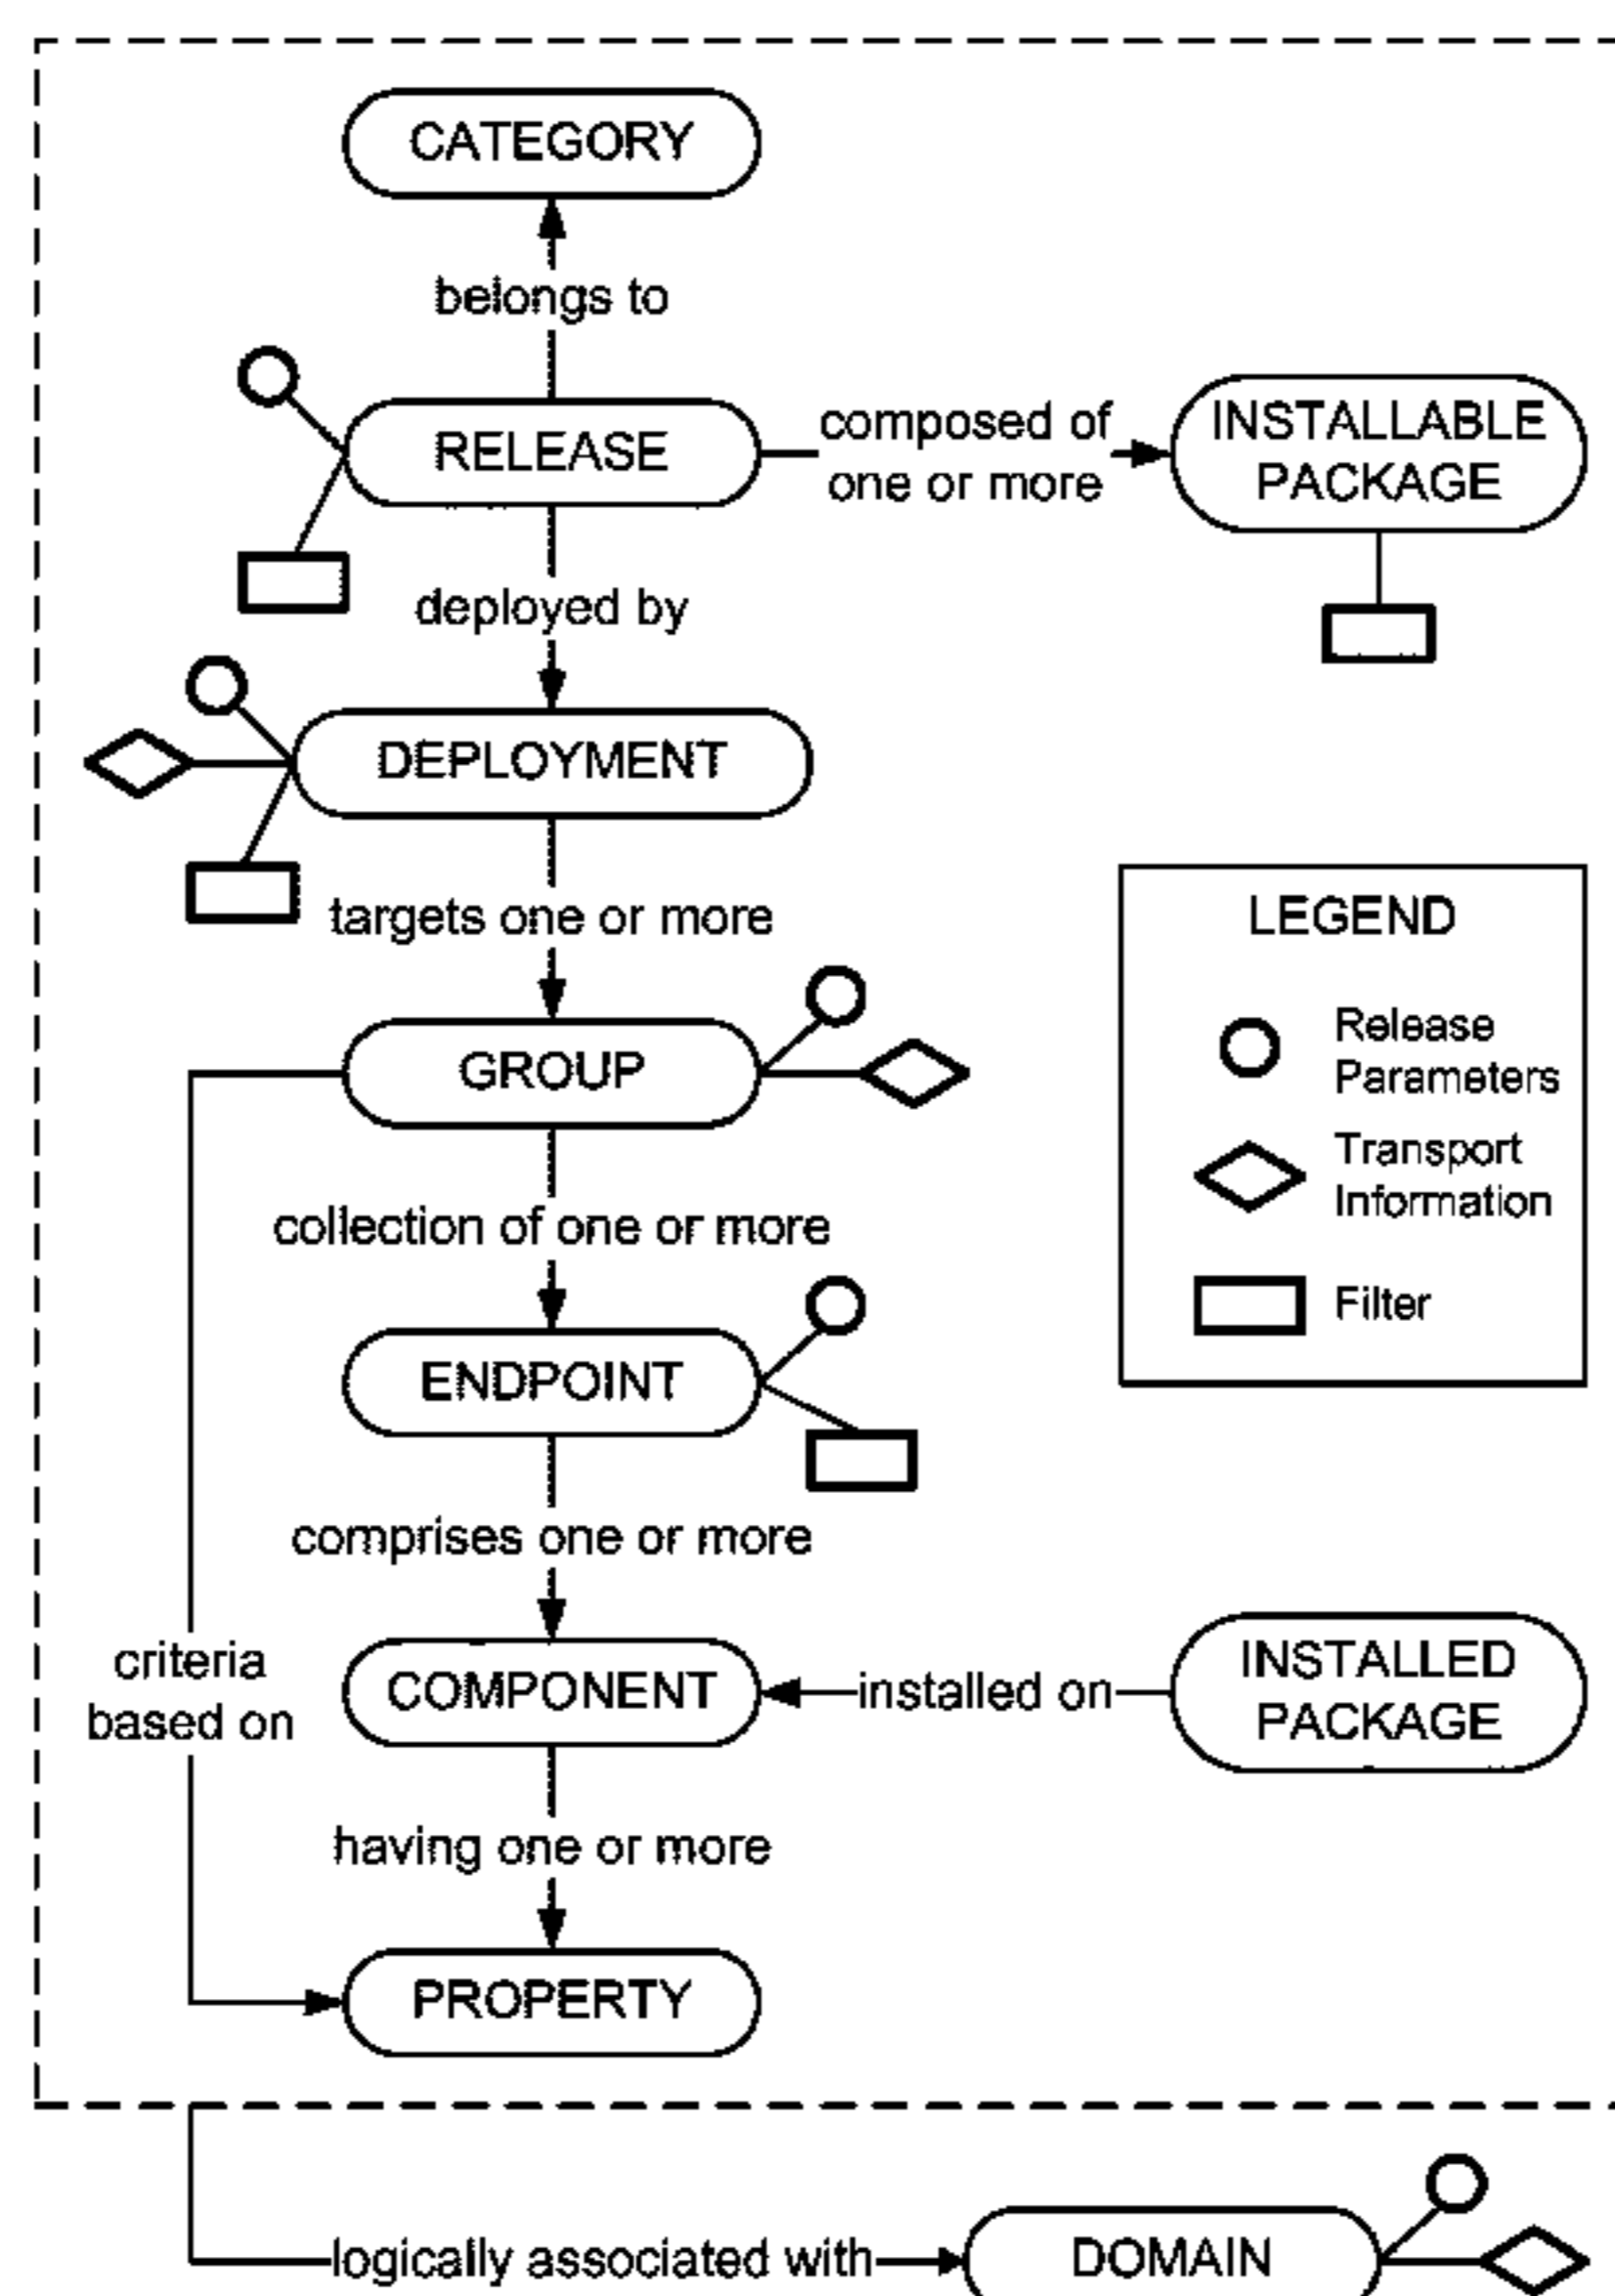 CATEGORY
belongs to
RELEASE
composed of
one or more
INSTALLABLE
PACKAGE
deployed by
DEPLOYMENT
targets one or more
LEGEND
Release
Parameters
Transport
Information
Filter
GROUP
collection of one or more
ENDPOINT
comprises one or more
criteria
based on
COMPONENT
installed on
INSTALLED
PACKAGE
having one or more
PROPERTY
logically associated with
DOMAIN